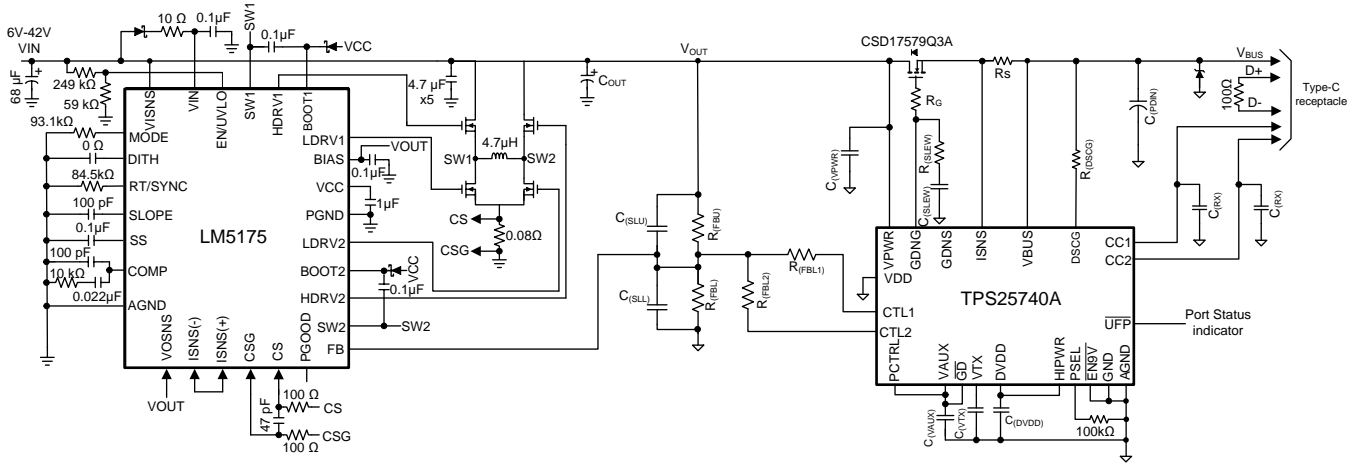 6V-42V
VIN
10 Ω
0.1µF
SW1
0.1µF
VCC
68 µF
249 kΩ
59 kΩ
93.1kΩ
0 Ω
84.5kΩ
100 pF
0.1µF
100 pF
10 kΩ
0.022µF
VISNS
VIN
EN/UVLO
SW1
HDRV1
BOOT1
MODE
DITH
RT/SYNC
SLOPE
SS
COMP
AGND
LM5175
LDRV1
BIAS
VCC
PGND
LDRV2
BOOT2
HDRV2
SW2
FB
VOSNS
ISNS(-)
ISNS(+)
CSG
CS
PGOOD
VOUT
47 pF
100 Ω
CS
100 Ω
CSG
VOUT
0.1µF
1µF
VCC
0.1µF
SW2
4.7 µF
x5
SW1
4.7µH
SW2
CS
CSG
0.08Ω
COUT
VOUT
C(SLU)
C(SLL)
R(FBU)
R(FBL)
R(FBL2)
R(FBL1)
CSD17579Q3A
RG
RS
R(SLEW)
C(SLEW)
C(VPWR)
R(DSCG)
C(PDIN)
VBUS
D+
100Ω
D-
Type-C
receptacle
C(RX)
C(RX)
VPWR
GDNG
GDNS
ISNS
VBUS
DSCG
CC1
CC2
VDD
TPS25740A
CTL1
CTL2
UFP
Port Status
indicator
PCTRL
VAUX
GD
VTX
DVDD
HIPWR
PSEL
EN9V
GND
AGND
C(VAUX)
C(VTX)
C(DVDD)
100kΩ